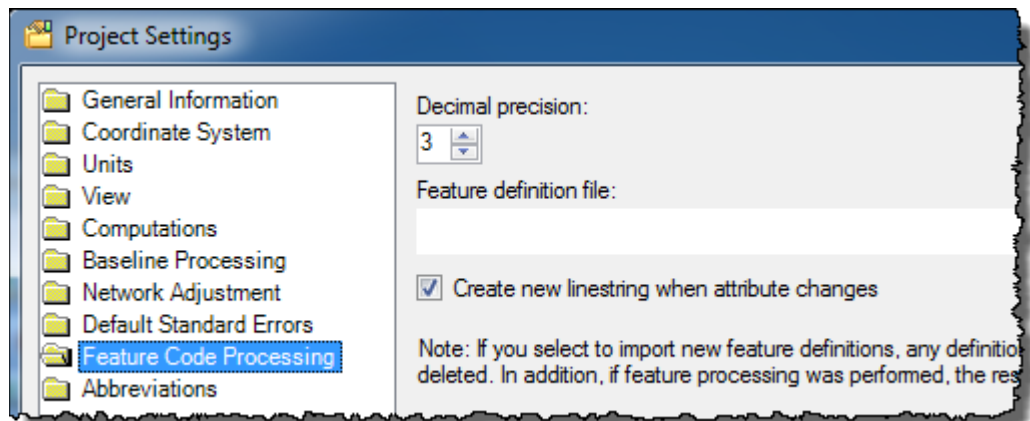 Project Settings
General Information
Coordinate System
Units
View
Computations
Baseline Processing
Network Adjustment
Default Standard Errors
Feature Code Processing
Abbreviations
Decimal precision:
3
Feature definition file:
Create new linestring when attribute changes
Note: If you select to import new feature definitions, any
deleted. In addition, if feature processing was performed, the